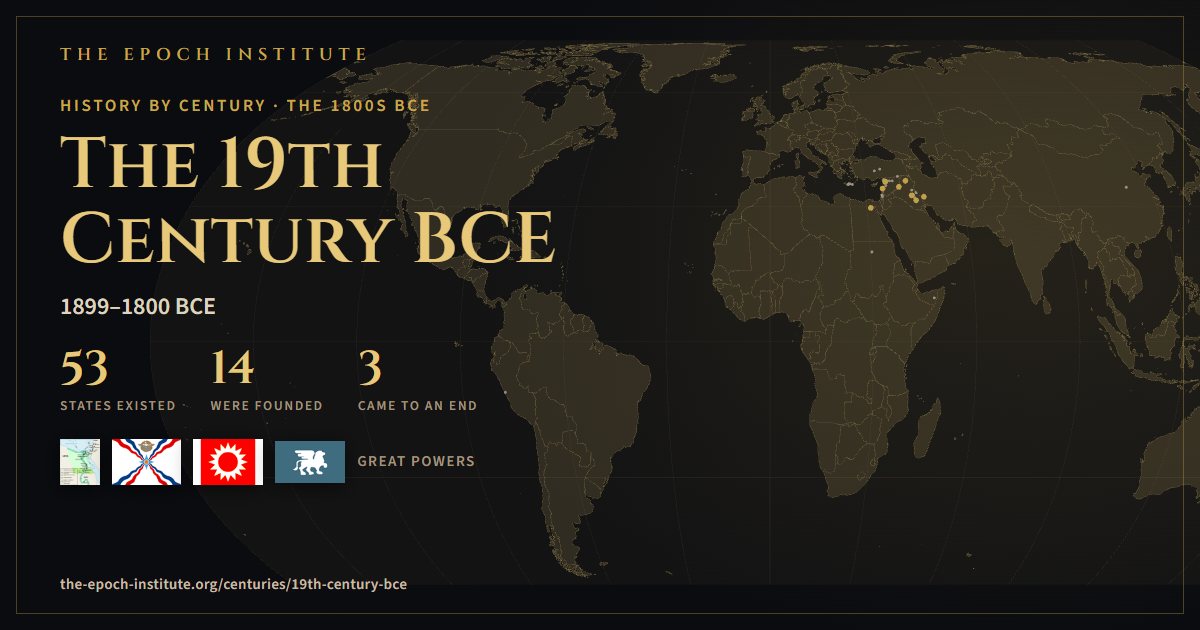 THE EPOCH INSTITUTE
HISTORY BY CENTURY · THE 1800S BCE
THE 19TH
CENTURY BCE
1899–1800 BCE
53 14 3
STATES EXISTED · WERE FOUNDED CAME TO AN END
GREAT POWERS
the-epoch-institute.org/centuries/19th-century-bce